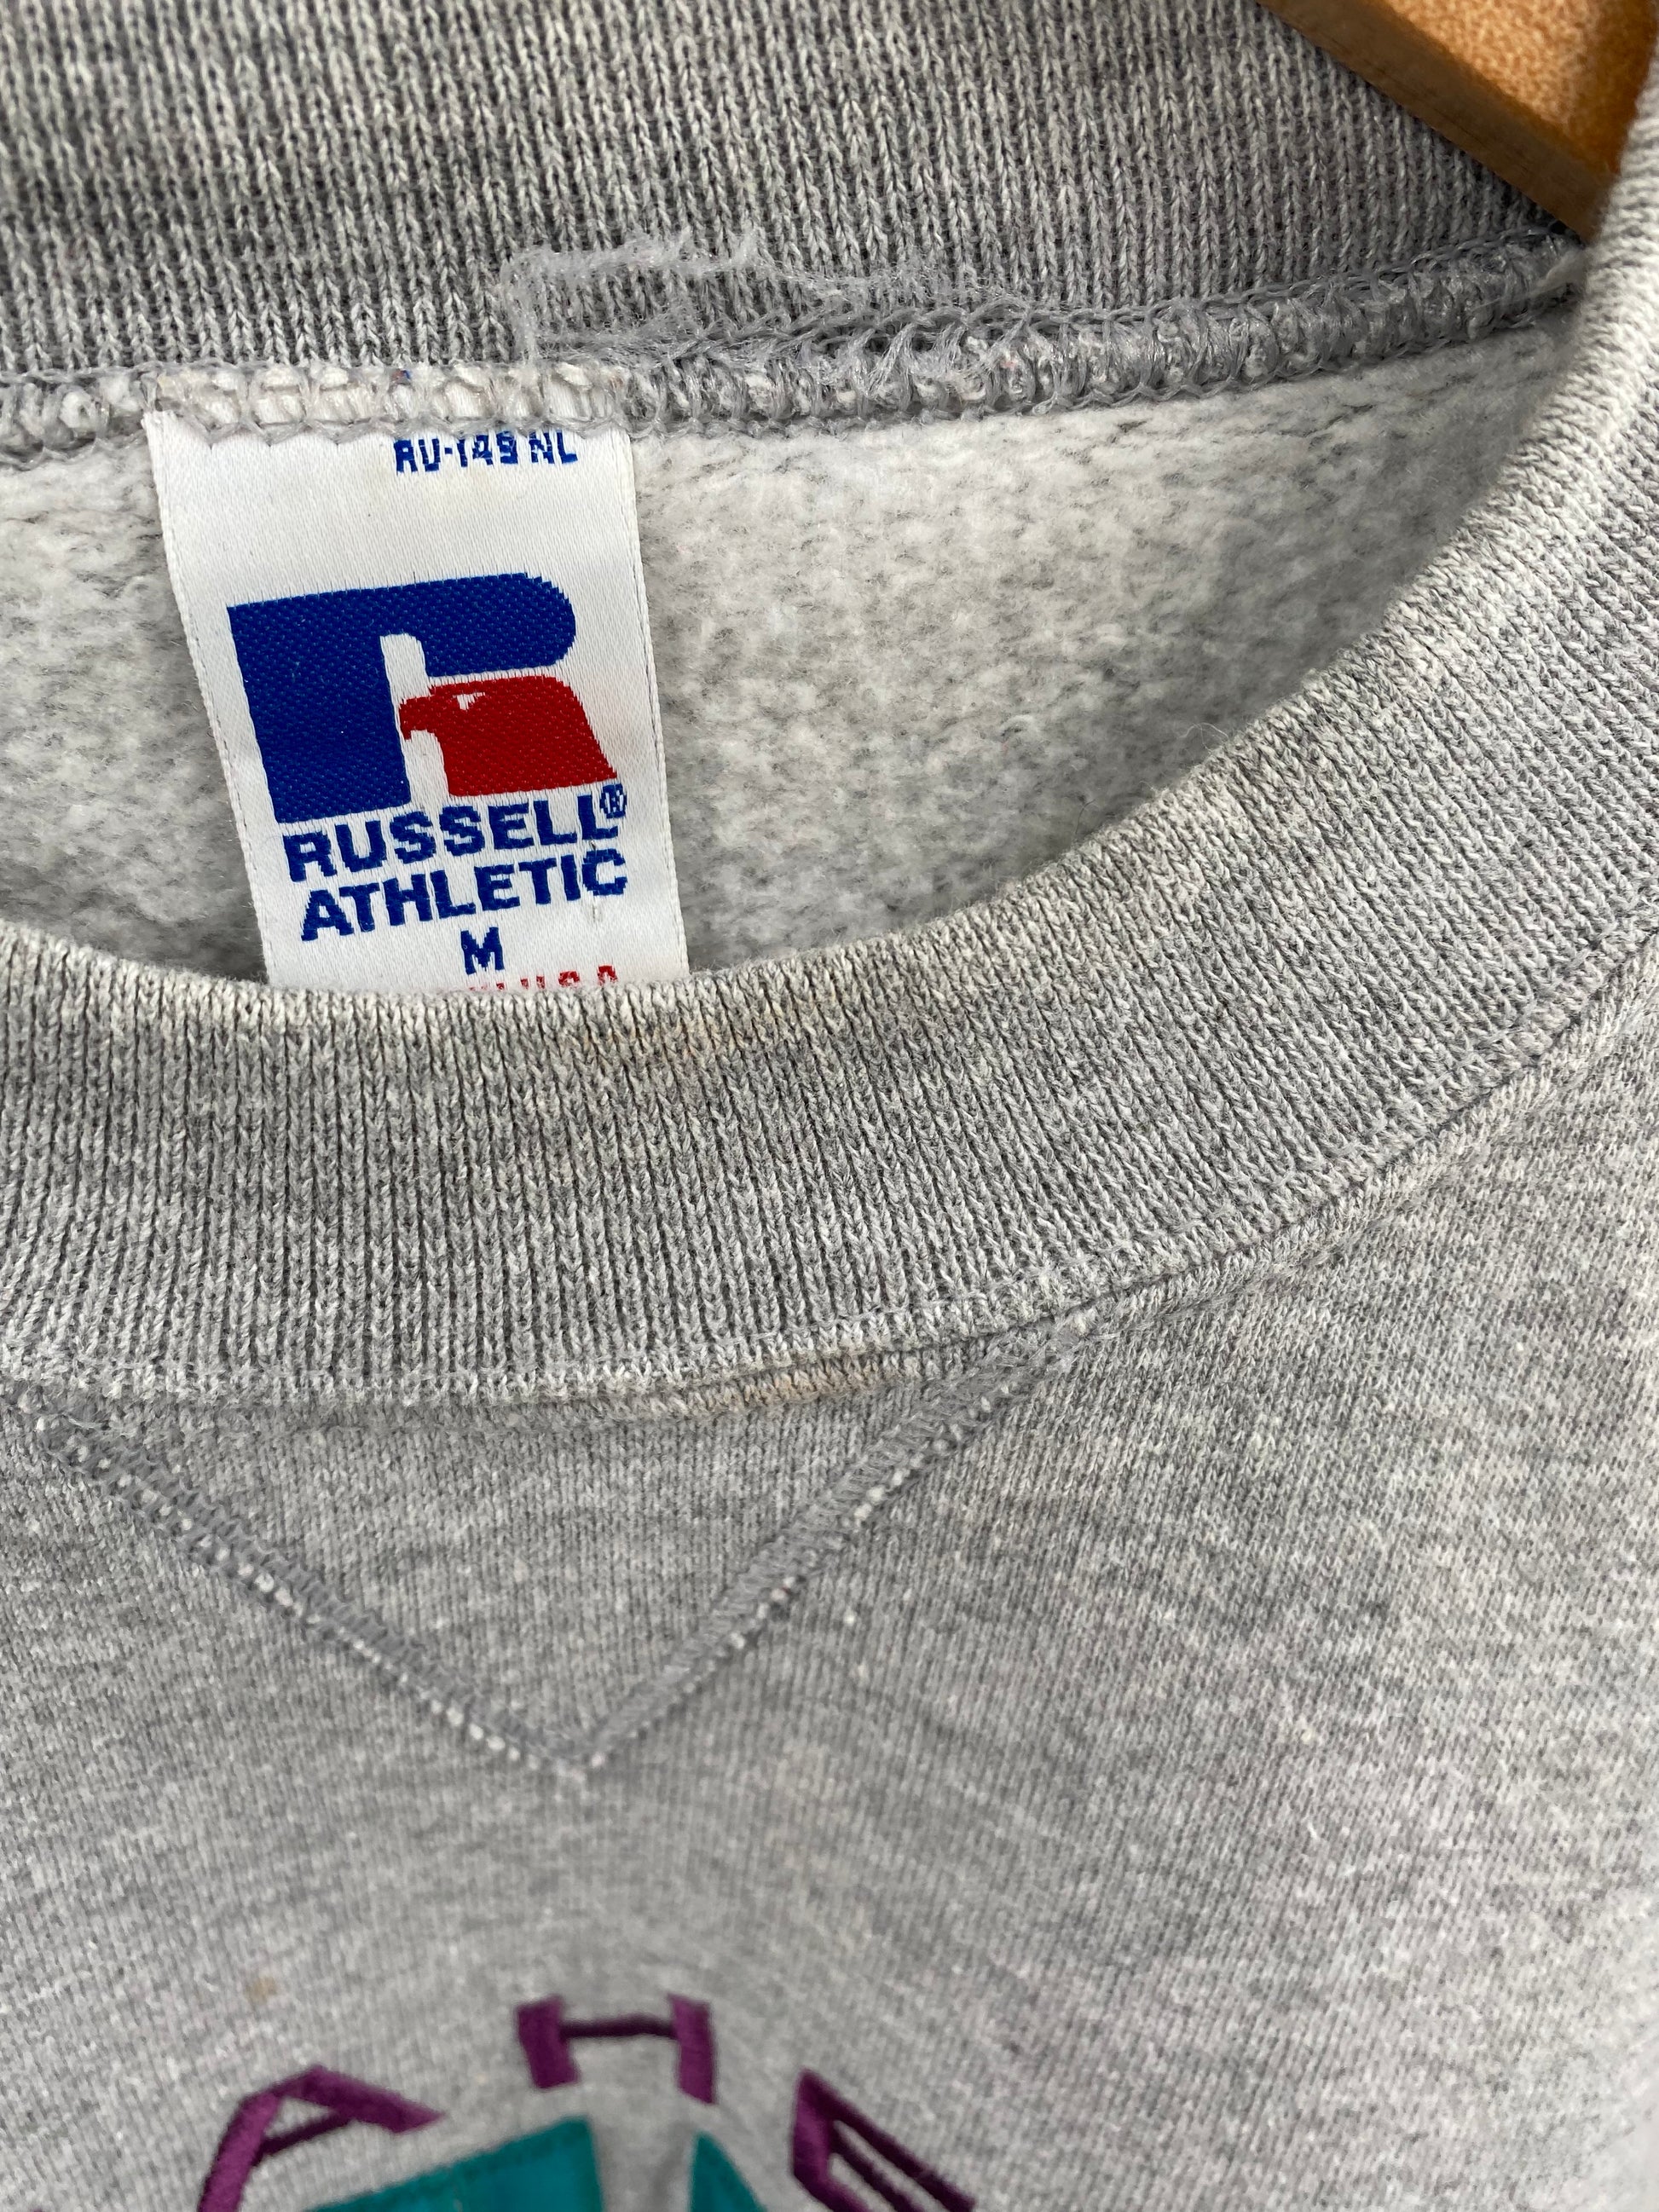 RU-149 NL
RUSSELL®
ATHLETIC
M
U.S.A
A H E